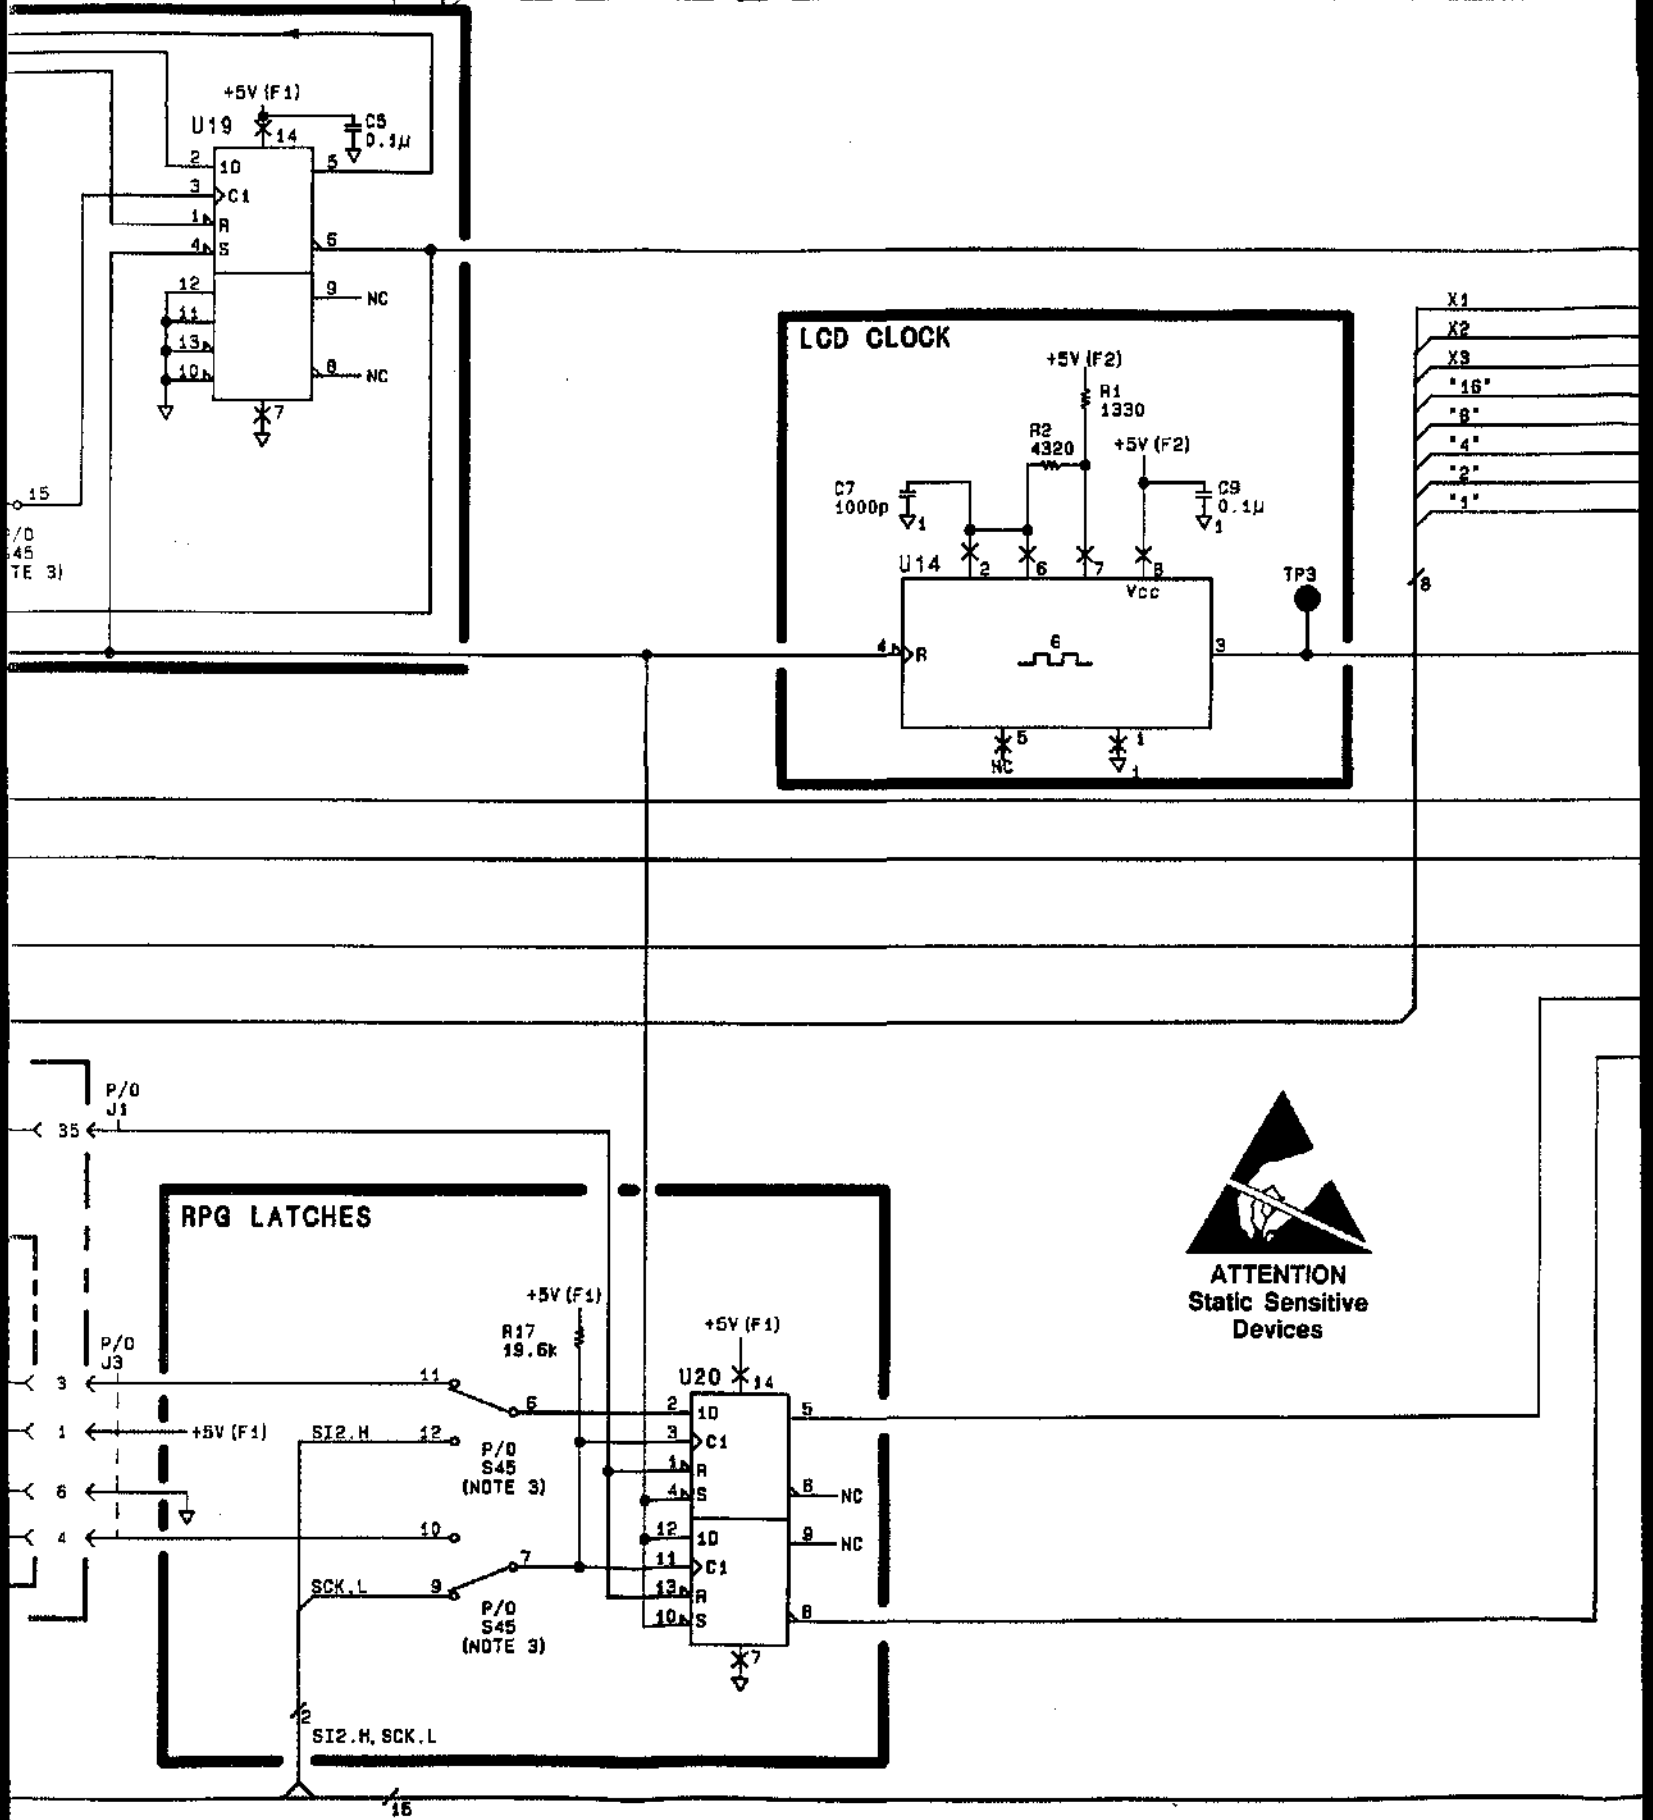 +5V (F1)
U19
14
C5
0.1µ
2
1D
5
3
C1
1
R
4
S
6
12
9
NC
11
13
10
8
NC
7
15
45
TE 3)
LCD CLOCK
+5V (F2)
R1
1330
R2
4320
+5V (F2)
C7
1000p
1
C9
0.1µ
1
U14
2
6
7
8
Vcc
4
R
G
3
TP3
5
NC
1
1
X1
X2
X3
"16"
"8"
"4"
"2"
"1"
8
P/O
J1
35
RPG LATCHES
+5V (F1)
R17
19.6k
+5V (F1)
U20
14
P/O
J3
3
11
6
2
1D
5
1
+5V (F1)
SI2.H
12
P/O
S45
(NOTE 3)
3
C1
1
R
4
S
6
NC
6
4
10
12
1D
9
NC
7
11
C1
SCK.L
9
13
R
10
S
8
P/O
S45
(NOTE 3)
7
2
SI2.H, SCK.L
15
ATTENTION
Static Sensitive
Devices